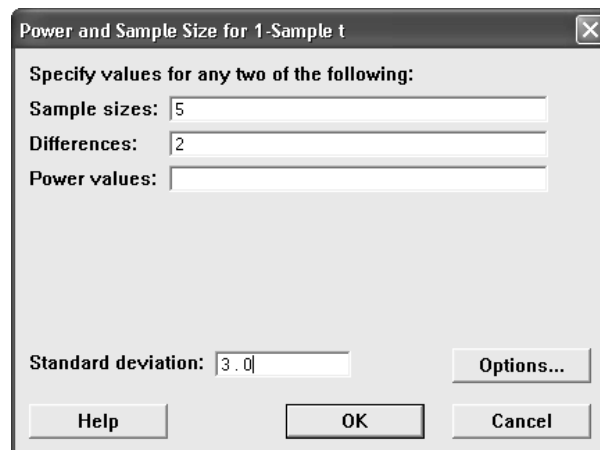 Power and Sample Size for 1-Sample t
Specify values for any two of the following:
Sample sizes: 5
Differences: 2
Power values:
Standard deviation: 3.0
Options...
Help
OK
Cancel